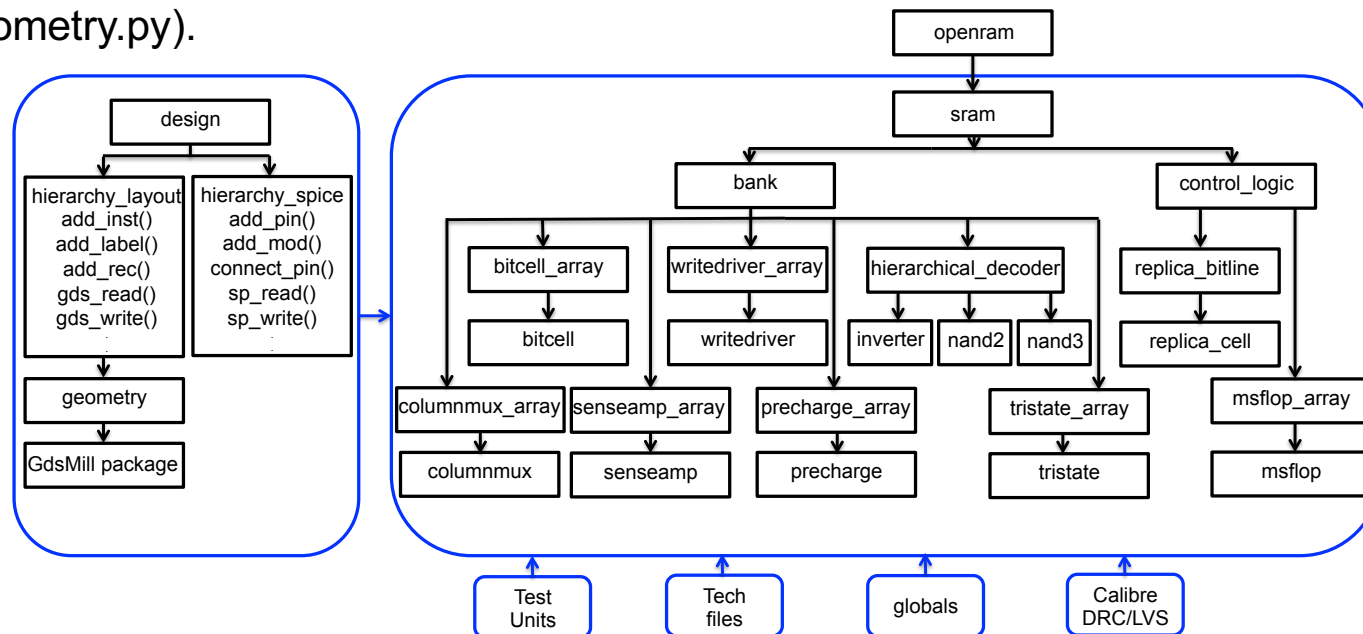 ometry.py).
openram
design
sram
hierarchy_layout
add_inst()
add_label()
add_rec()
gds_read()
gds_write()
:
hierarchy_spice
add_pin()
add_mod()
connect_pin()
sp_read()
sp_write()
:
bank
control_logic
bitcell_array
writedriver_array
hierarchical_decoder
replica_bitline
bitcell
writedriver
inverter
nand2
nand3
replica_cell
geometry
columnmux_array
senseamp_array
precharge_array
tristate_array
msflop_array
GdsMill package
columnmux
senseamp
precharge
tristate
msflop
Test
Units
Tech
files
globals
Calibre
DRC/LVS